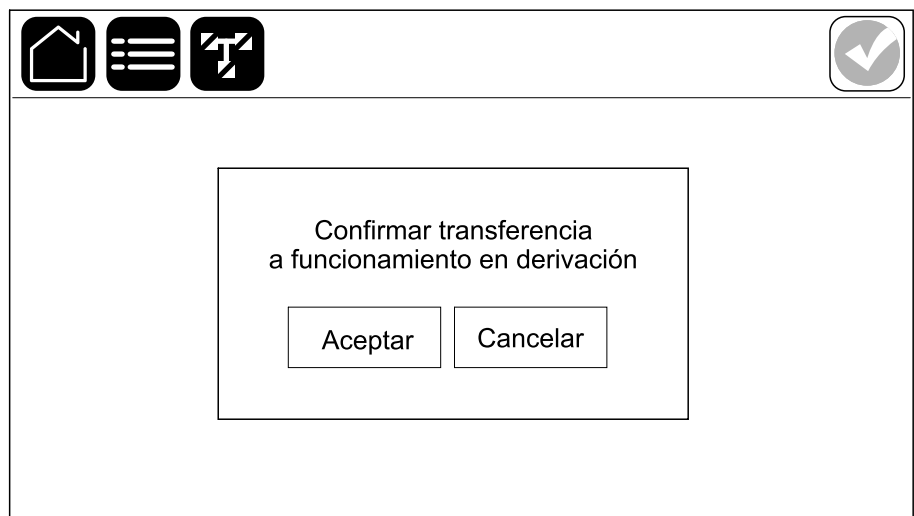 Confirmar transferencia
a funcionamiento en derivación
Aceptar
Cancelar